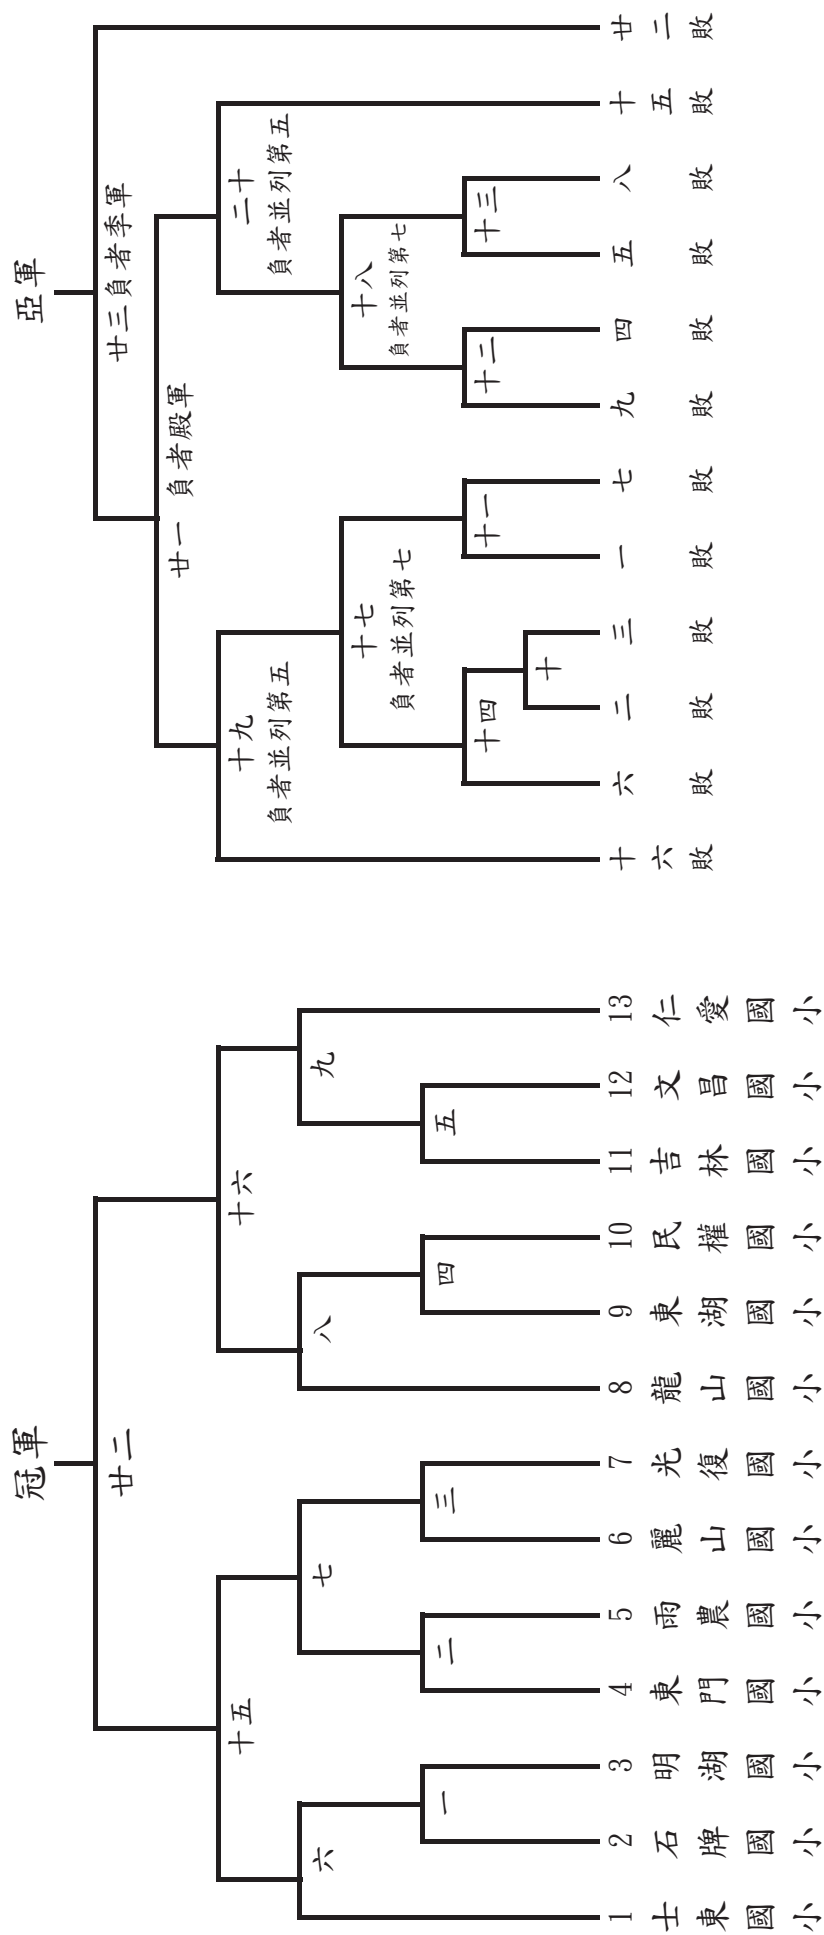 冠軍
廿二
十五
十六
六
七
八
九
一
二
三
四
五
1 士東國小
2 石牌國小
3 明湖國小
4 東門國小
5 雨農國小
6 麗山國小
7 光復國小
8 龍山國小
9 東湖國小
10 民權國小
11 吉林國小
12 文昌國小
13 仁愛國小
亞軍
廿三負者季軍
廿一 負者殿軍
十九
負者並列第五
二十
負者並列第五
十七
負者並列第七
十八
負者並列第七
十四
十一
十二
十三
十
十六敗
六敗
二敗
三敗
一敗
七敗
九敗
四敗
五敗
八敗
十五敗
廿二敗